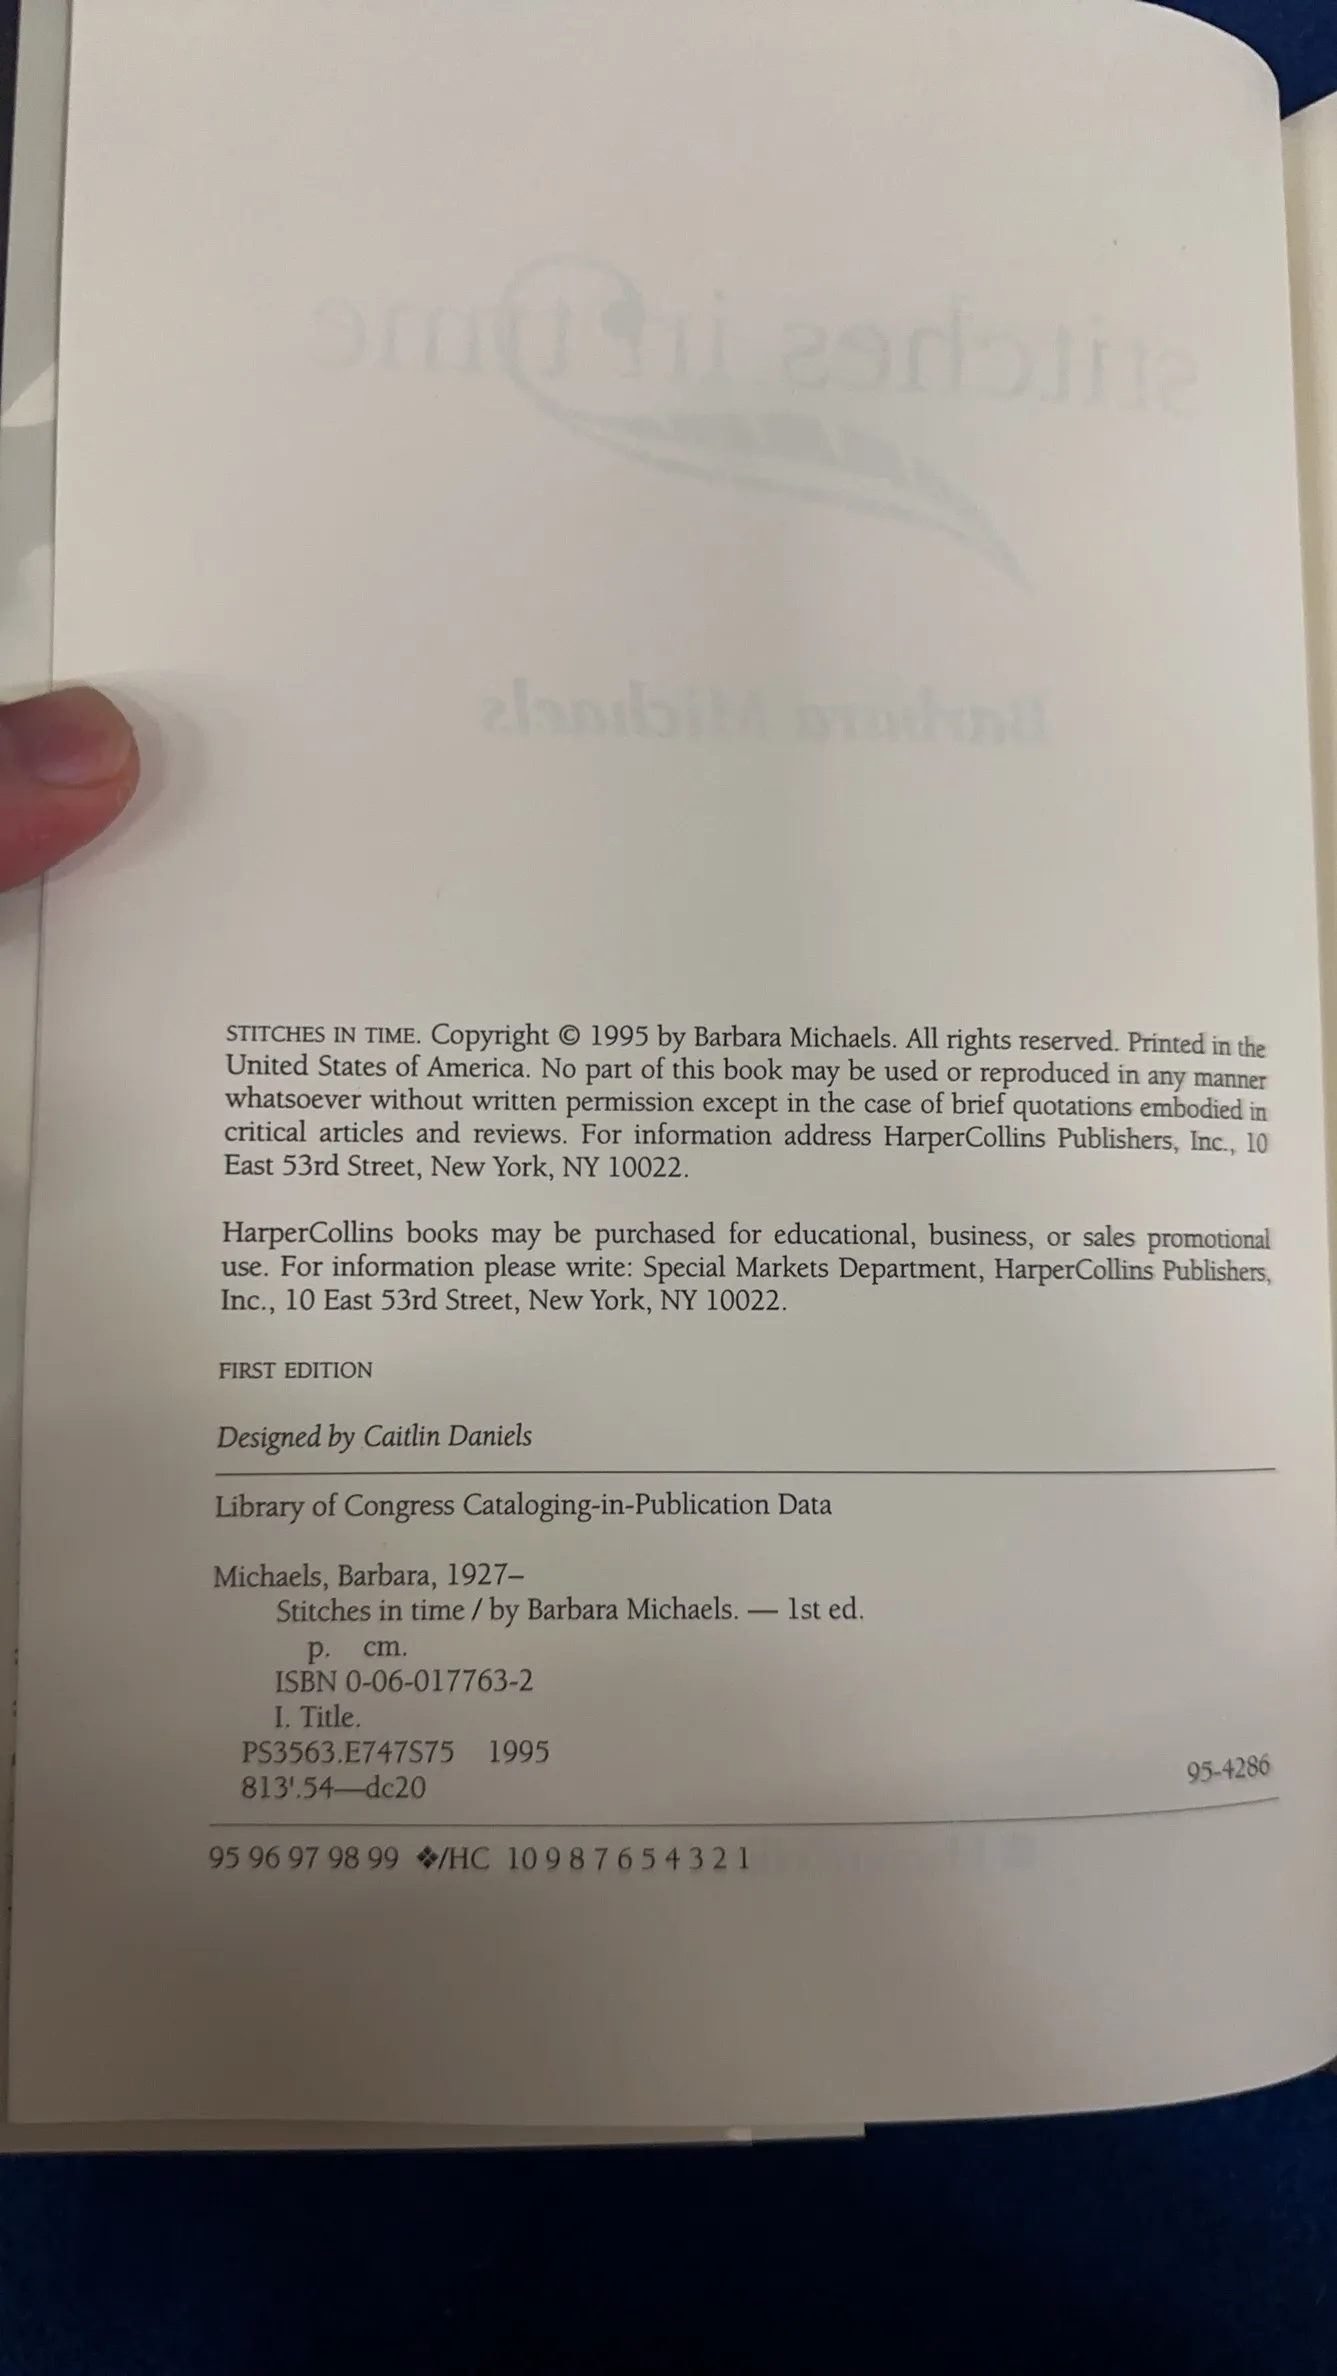 stitches in time
Barbara Michaels
STITCHES IN TIME. Copyright © 1995 by Barbara Michaels. All rights reserved. Printed in the
United States of America. No part of this book may be used or reproduced in any manner
whatsoever without written permission except in the case of brief quotations embodied in
critical articles and reviews. For information address HarperCollins Publishers, Inc., 10
East 53rd Street, New York, NY 10022.
HarperCollins books may be purchased for educational, business, or sales promotional
use. For information please write: Special Markets Department, HarperCollins Publishers,
Inc., 10 East 53rd Street, New York, NY 10022.
FIRST EDITION
Designed by Caitlin Daniels
Library of Congress Cataloging-in-Publication Data
Michaels, Barbara, 1927–
Stitches in time / by Barbara Michaels. — 1st ed.
p. cm.
ISBN 0-06-017763-2
I. Title.
PS3563.E747S75 1995
813'.54—dc20 95-4286
95 96 97 98 99 ❖/HC 10 9 8 7 6 5 4 3 2 1